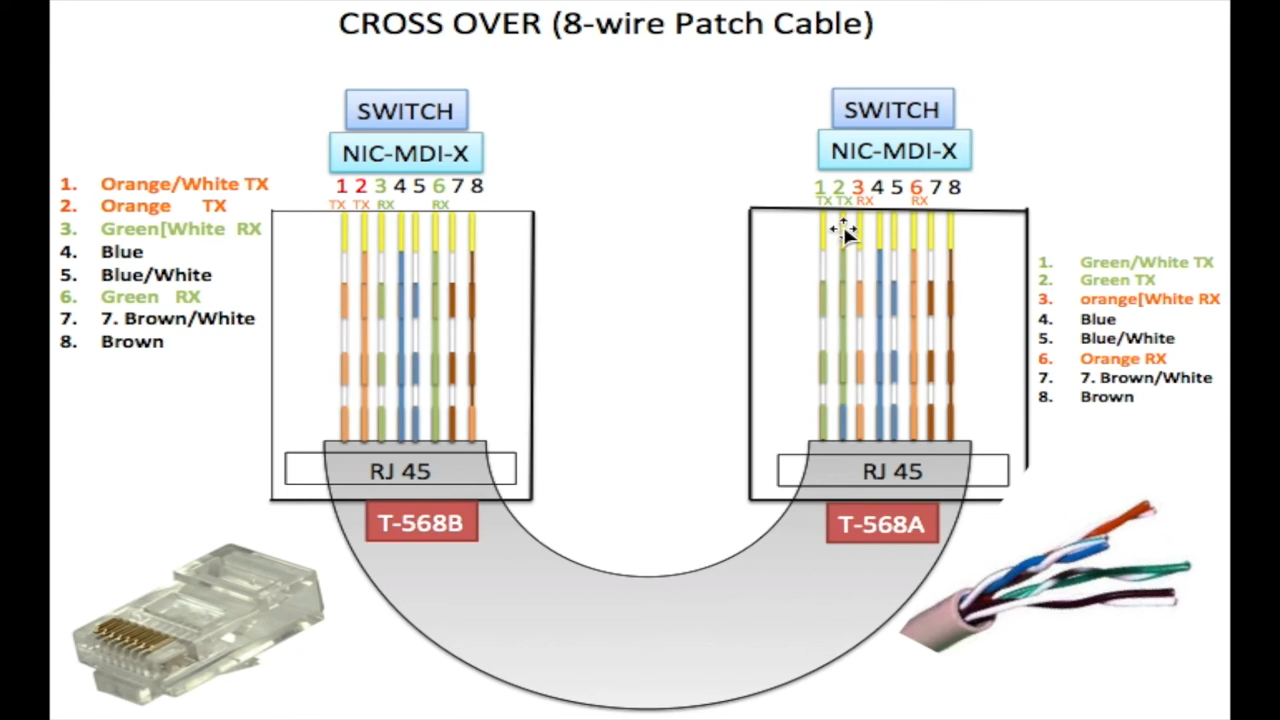 CROSS OVER (8-wire Patch Cable)
SWITCH
NIC-MDI-X
1. Orange/White TX
2. Orange TX
3. Green[White RX
4. Blue
5. Blue/White
6. Green RX
7. 7. Brown/White
8. Brown
1 2 3 4 5 6 7 8
TX TX RX RX
RJ 45
T-568B
SWITCH
NIC-MDI-X
1 2 3 4 5 6 7 8
TX TX RX RX
1. Green/White TX
2. Green TX
3. orange[White RX
4. Blue
5. Blue/White
6. Orange RX
7. 7. Brown/White
8. Brown
RJ 45
T-568A